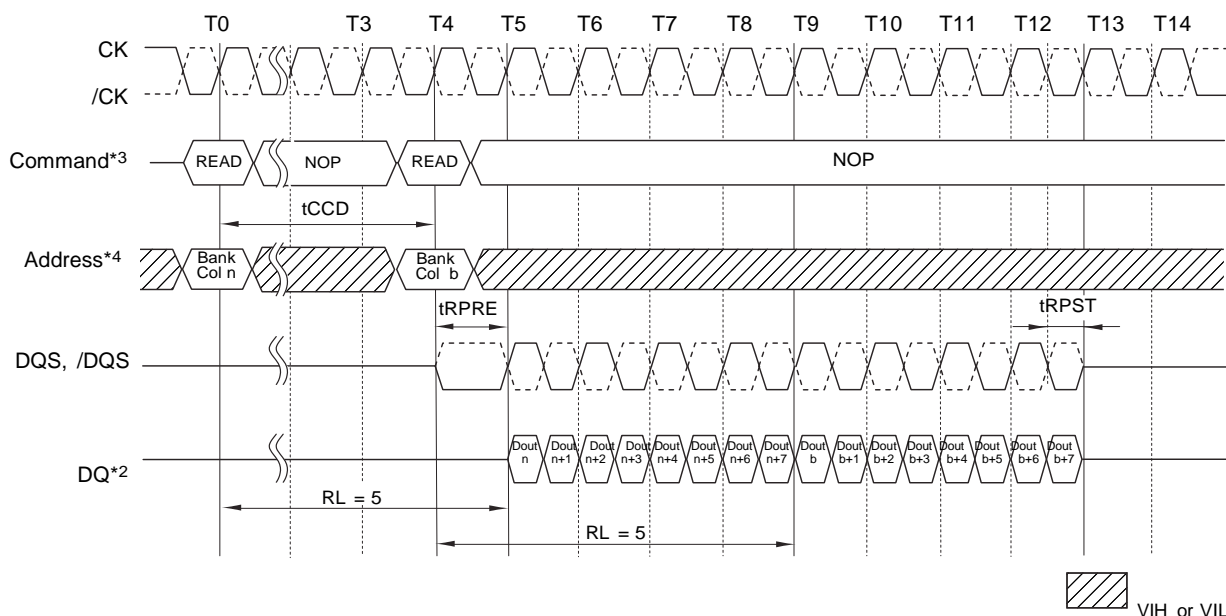 T0 T3 T4 T5 T6 T7 T8 T9 T10 T11 T12 T13 T14
CK
/CK
Command*3 READ NOP READ NOP
tCCD
Address*4 Bank Col n Bank Col b
tRPRE tRPST
DQS, /DQS
DQ*2 Dout n Dout n+1 Dout n+2 Dout n+3 Dout n+4 Dout n+5 Dout n+6 Dout n+7 Dout b Dout b+1 Dout b+2 Dout b+3 Dout b+4 Dout b+5 Dout b+6 Dout b+7
RL = 5
RL = 5
VIH or VIL